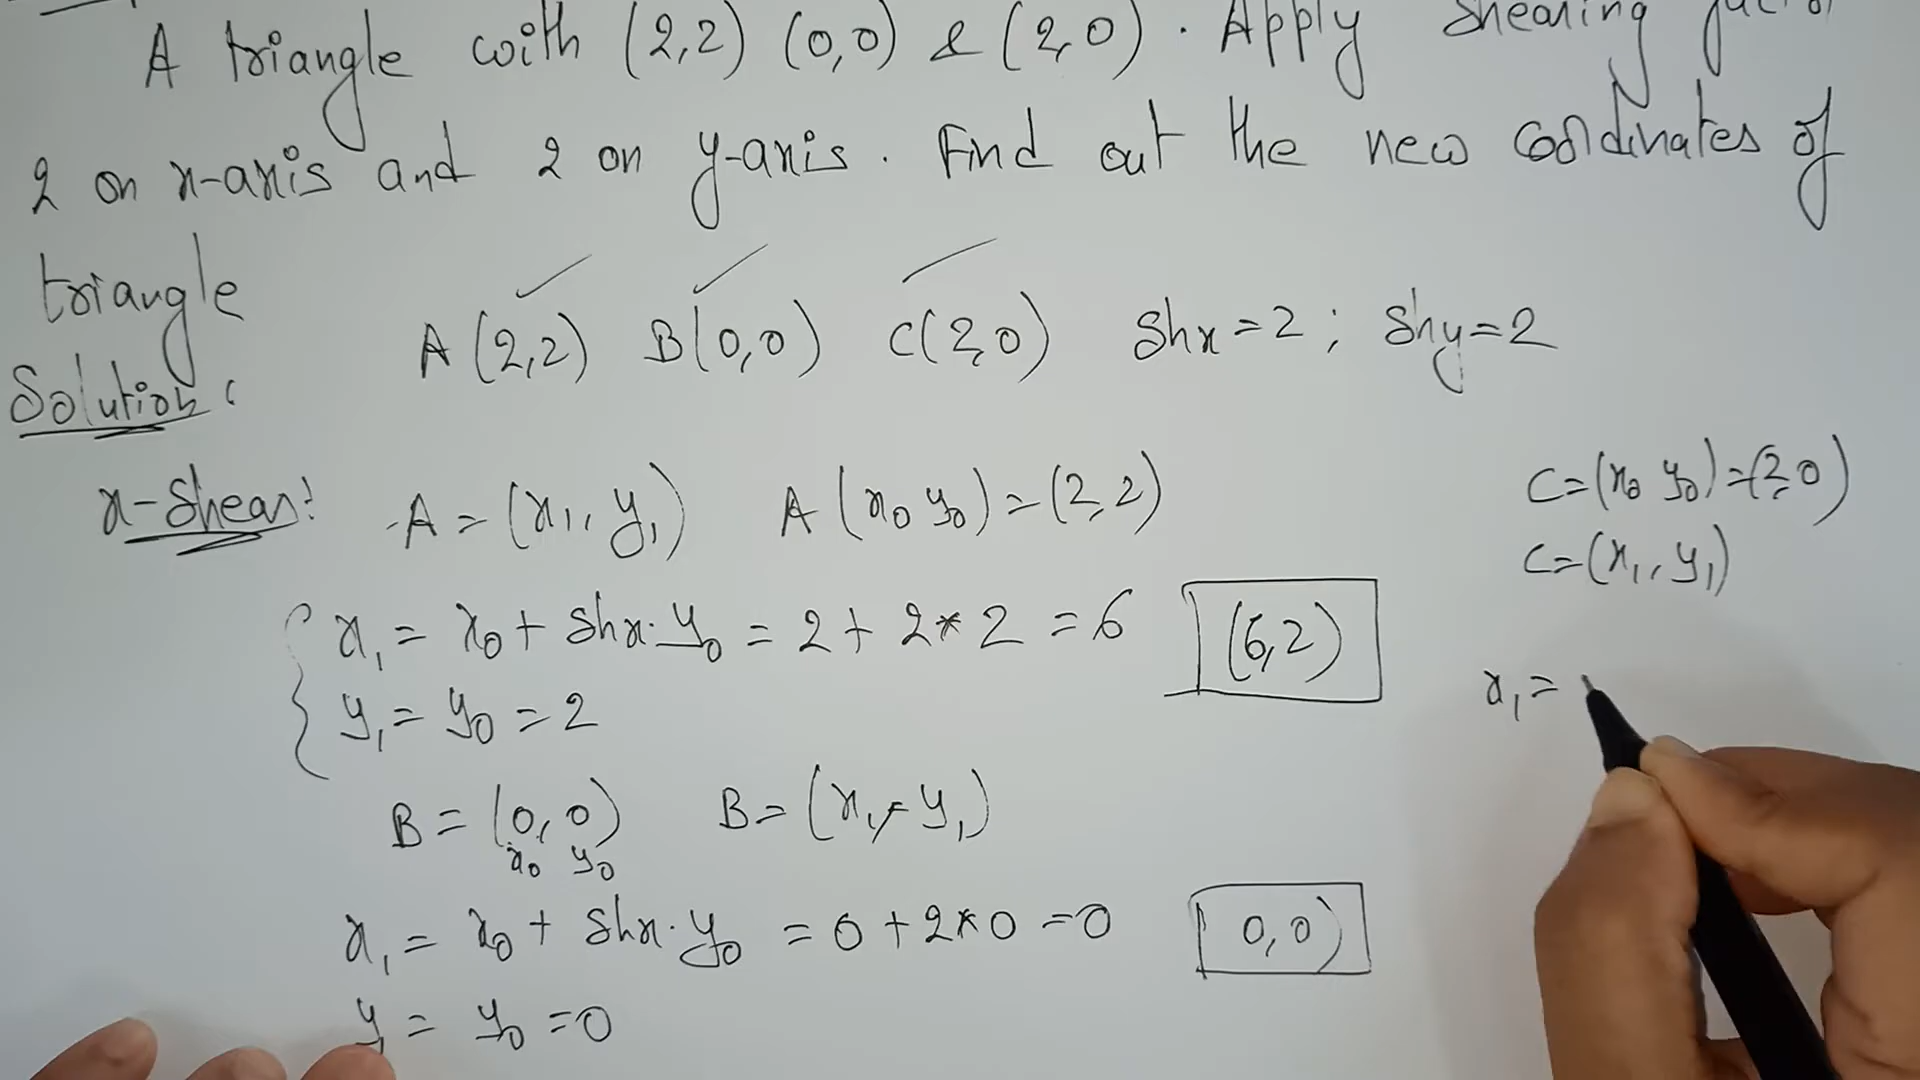 A triangle with (2,2) (0,0) & (2,0). Apply Shearing factor
2 on x-axis and 2 on y-axis. Find out the new coordinates of
triangle
A (2,2) B(0,0) C(2,0) Shx = 2 ; Shy = 2
Solution:
x-Shear: A = (x₁, y₁) A (x₀ y₀) = (2,2)
x₁ = x₀ + Shx. y₀ = 2 + 2 * 2 = 6 (6,2)
y₁ = y₀ = 2
B = (0,0) B = (x₁, y₁)
x₀ y₀
x₁ = x₀ + Shx. y₀ = 0 + 2 * 0 = 0 (0,0)
y₁ = y₀ = 0
C = (x₀ y₀) = (2,0)
C = (x₁, y₁)
x₁ =